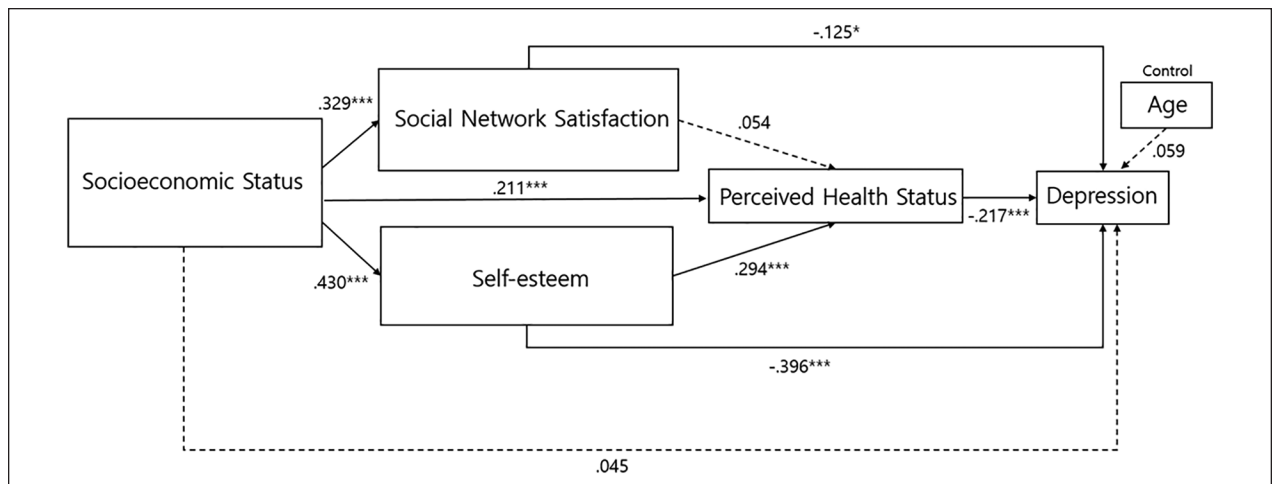 -.125*
Control
Age
.059
.329***
Social Network Satisfaction
.054
Socioeconomic Status
.211***
Perceived Health Status
-.217***
Depression
.430***
Self-esteem
.294***
-.396***
.045